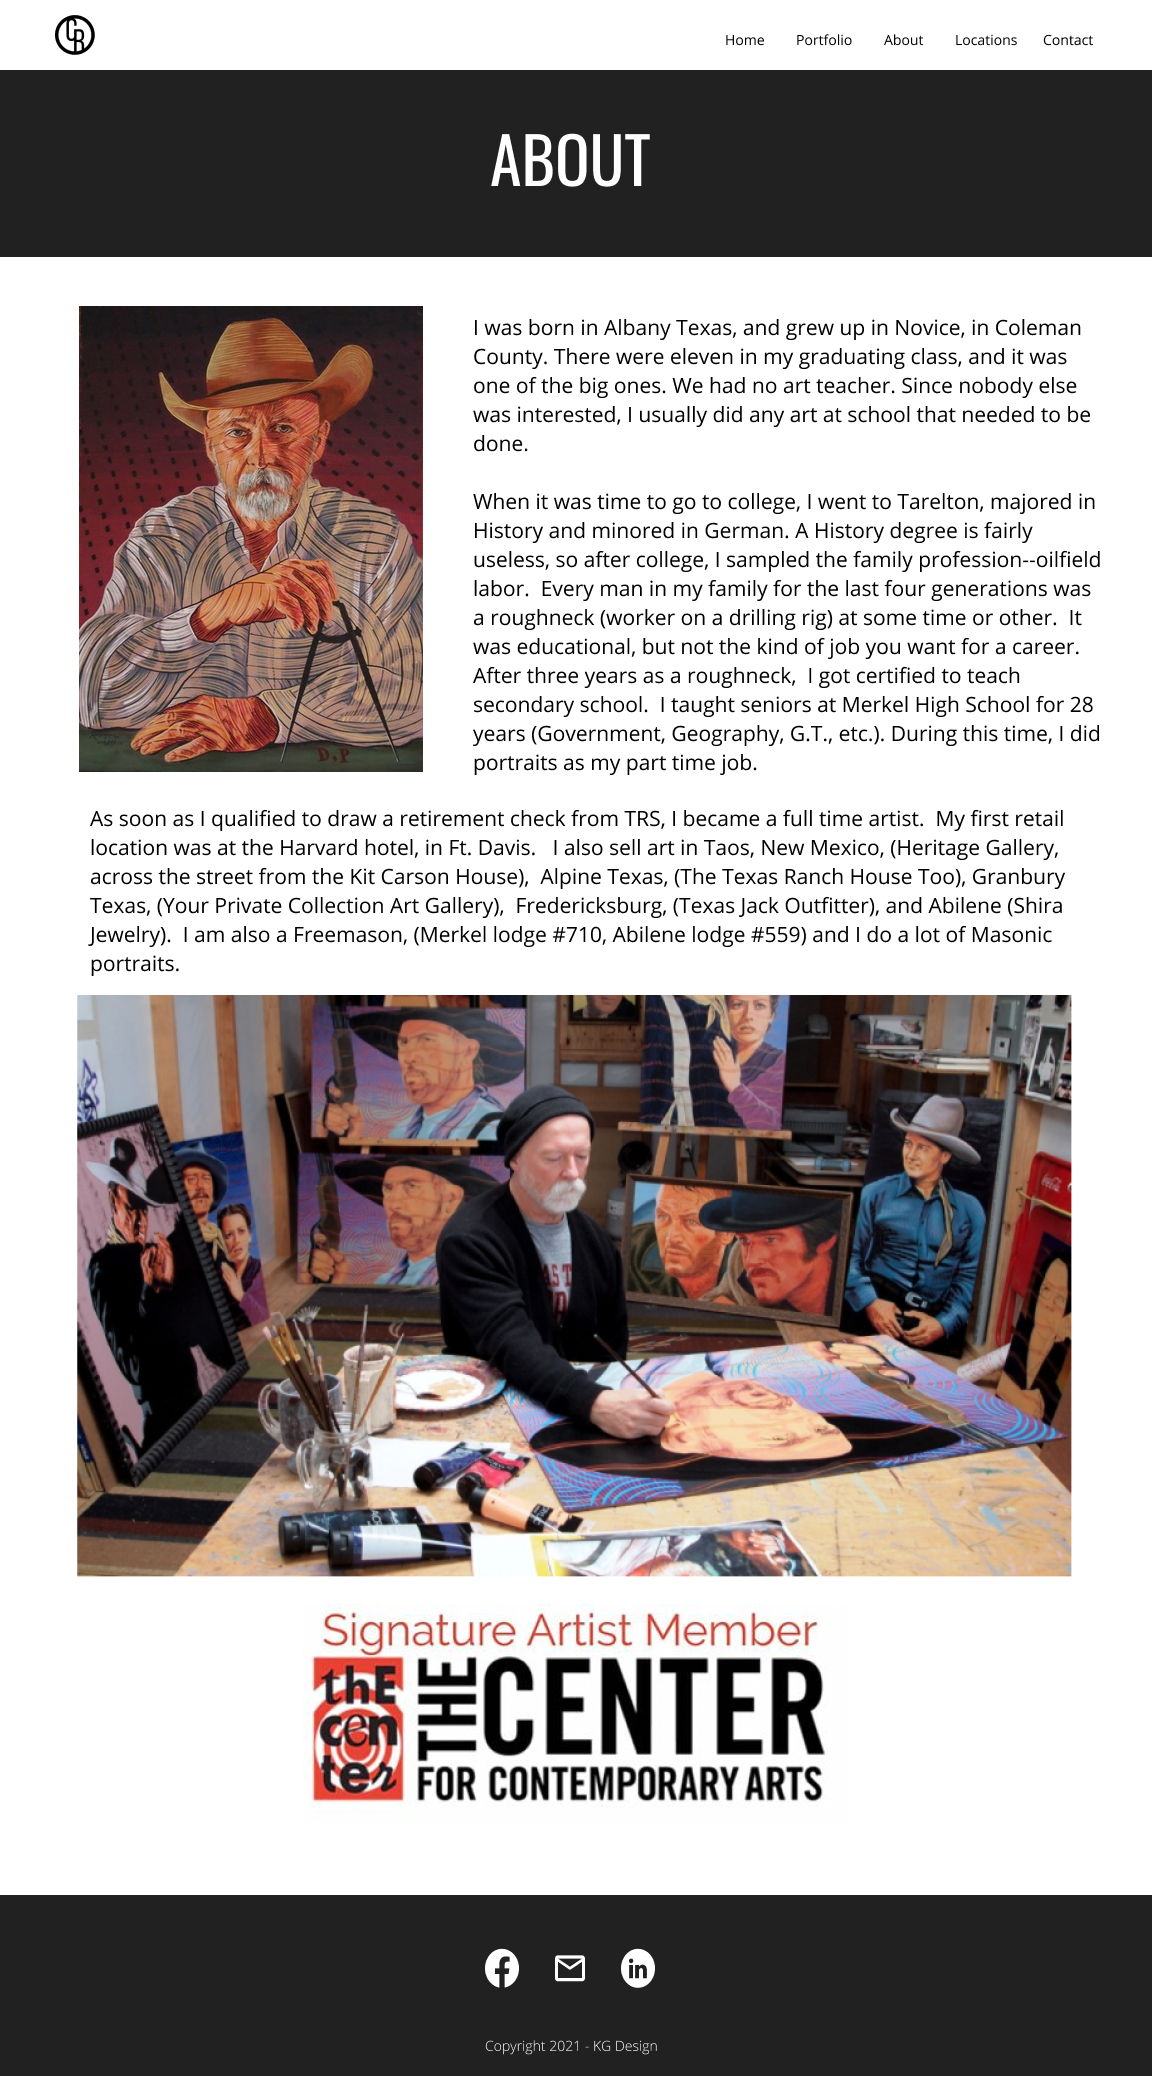 CR
Home Portfolio About Locations Contact
ABOUT
I was born in Albany Texas, and grew up in Novice, in Coleman
County. There were eleven in my graduating class, and it was
one of the big ones. We had no art teacher. Since nobody else
was interested, I usually did any art at school that needed to be
done.
When it was time to go to college, I went to Tarelton, majored in
History and minored in German. A History degree is fairly
useless, so after college, I sampled the family profession--oilfield
labor.  Every man in my family for the last four generations was
a roughneck (worker on a drilling rig) at some time or other.  It
was educational, but not the kind of job you want for a career.
After three years as a roughneck,  I got certified to teach
secondary school.  I taught seniors at Merkel High School for 28
years (Government, Geography, G.T., etc.). During this time, I did
portraits as my part time job.
D.P
As soon as I qualified to draw a retirement check from TRS, I became a full time artist.  My first retail
location was at the Harvard hotel, in Ft. Davis.   I also sell art in Taos, New Mexico, (Heritage Gallery,
across the street from the Kit Carson House),  Alpine Texas, (The Texas Ranch House Too), Granbury
Texas, (Your Private Collection Art Gallery),  Fredericksburg, (Texas Jack Outfitter), and Abilene (Shira
Jewelry).  I am also a Freemason, (Merkel lodge #710, Abilene lodge #559) and I do a lot of Masonic
portraits.
Signature Artist Member
thE cen ter
THE CENTER
FOR CONTEMPORARY ARTS
Copyright 2021 - KG Design